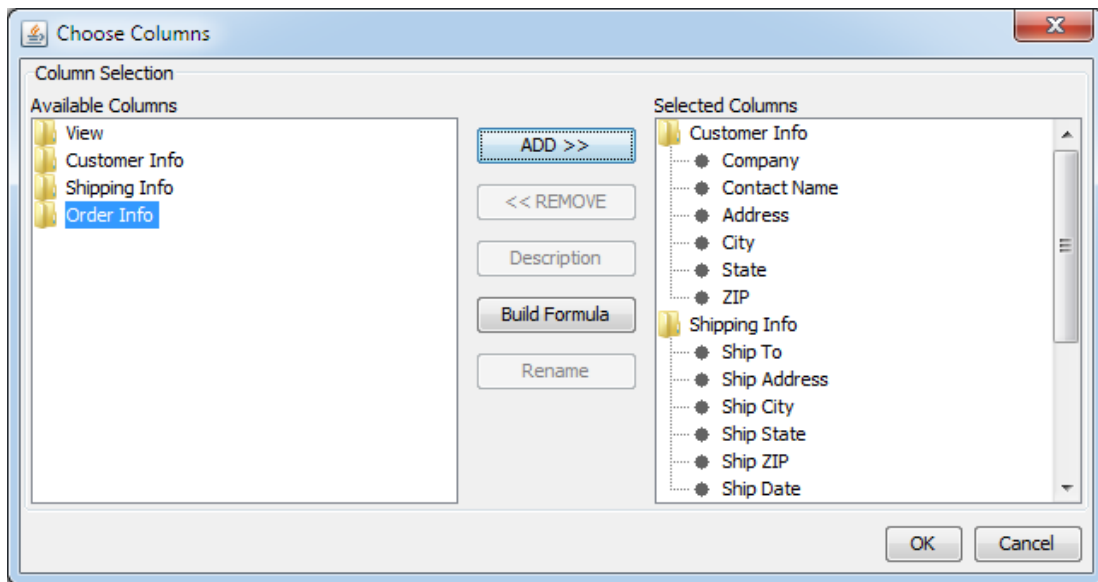 Choose Columns
Column Selection
Available Columns
View
Customer Info
Shipping Info
Order Info
ADD >>
<< REMOVE
Description
Build Formula
Rename
Selected Columns
Customer Info
Company
Contact Name
Address
City
State
ZIP
Shipping Info
Ship To
Ship Address
Ship City
Ship State
Ship ZIP
Ship Date
OK
Cancel